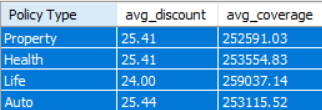 Policy Type avg_discount avg_coverage
Property 25.41 252591.03
Health 25.41 253554.83
Life 24.00 259037.14
Auto 25.44 253115.52